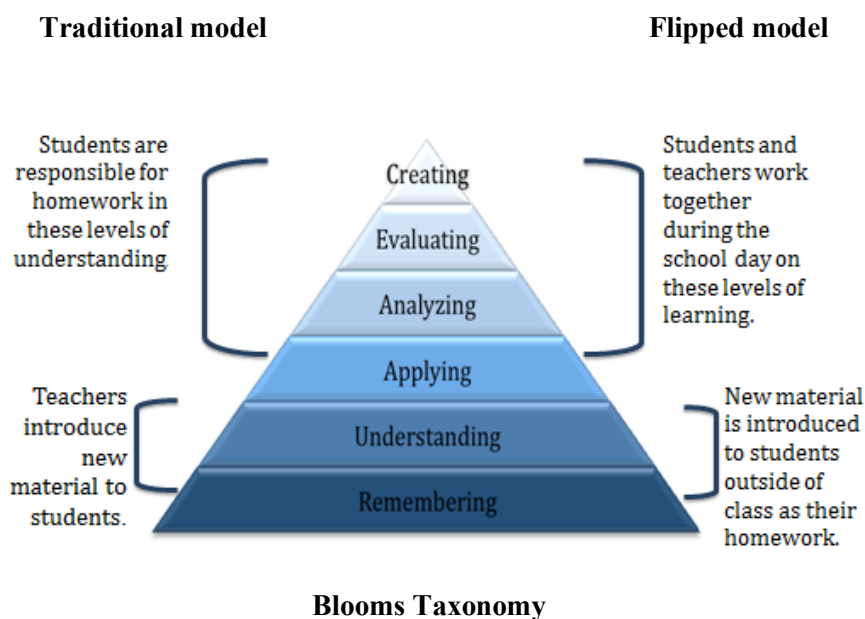 Traditional model
Flipped model
Students are
responsible for
homework in
these levels of
understanding
Students and
teachers work
together
during the
school day on
these levels of
learning.
Creating
Evaluating
Analyzing
Applying
Understanding
Remembering
Teachers
introduce
new
material to
students.
New material
is introduced
to students
outside of
class as their
homework.
Blooms Taxonomy